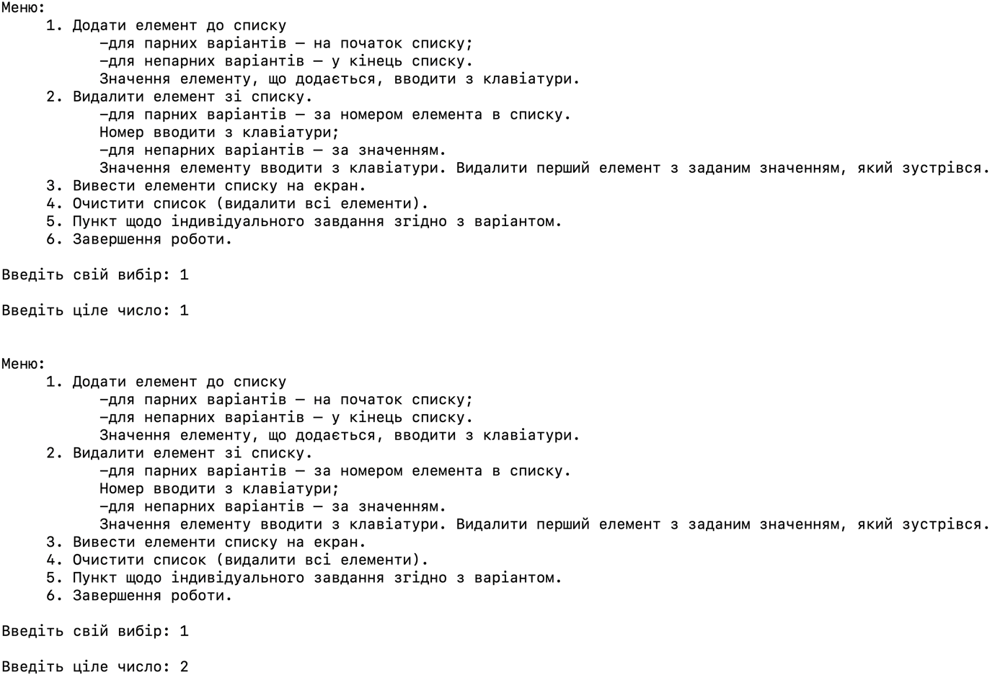 Меню:
1. Додати елемент до списку
–для парних варіантів — на початок списку;
–для непарних варіантів — у кінець списку.
Значення елементу, що додається, вводити з клавіатури.
2. Видалити елемент зі списку.
–для парних варіантів — за номером елемента в списку.
Номер вводити з клавіатури;
–для непарних варіантів — за значенням.
Значення елементу вводити з клавіатури. Видалити перший елемент з заданим значенням, який зустрівся.
3. Вивести елементи списку на екран.
4. Очистити список (видалити всі елементи).
5. Пункт щодо індивідуального завдання згідно з варіантом.
6. Завершення роботи.
Введіть свій вибір: 1
Введіть ціле число: 1
Меню:
1. Додати елемент до списку
–для парних варіантів — на початок списку;
–для непарних варіантів — у кінець списку.
Значення елементу, що додається, вводити з клавіатури.
2. Видалити елемент зі списку.
–для парних варіантів — за номером елемента в списку.
Номер вводити з клавіатури;
–для непарних варіантів — за значенням.
Значення елементу вводити з клавіатури. Видалити перший елемент з заданим значенням, який зустрівся.
3. Вивести елементи списку на екран.
4. Очистити список (видалити всі елементи).
5. Пункт щодо індивідуального завдання згідно з варіантом.
6. Завершення роботи.
Введіть свій вибір: 1
Введіть ціле число: 2